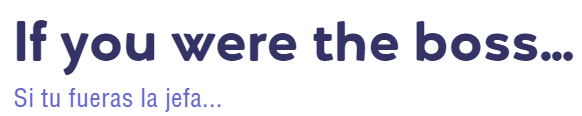 If you were the boss...
Si tu fueras la jefa...